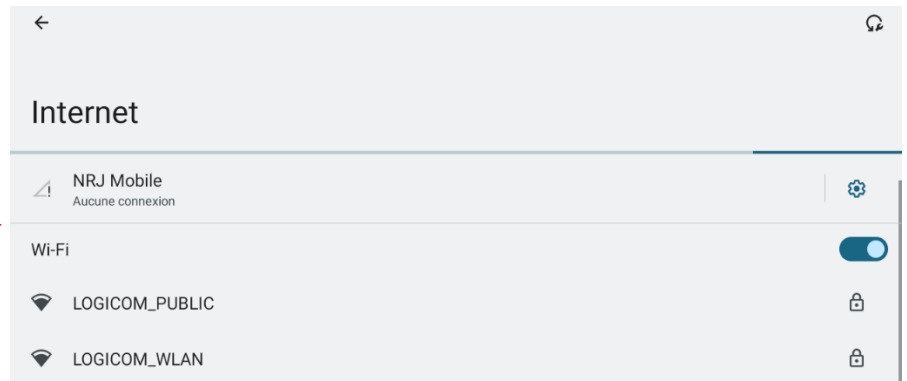 Internet
NRJ Mobile
Aucune connexion
Wi-Fi
LOGICOM_PUBLIC
LOGICOM_WLAN